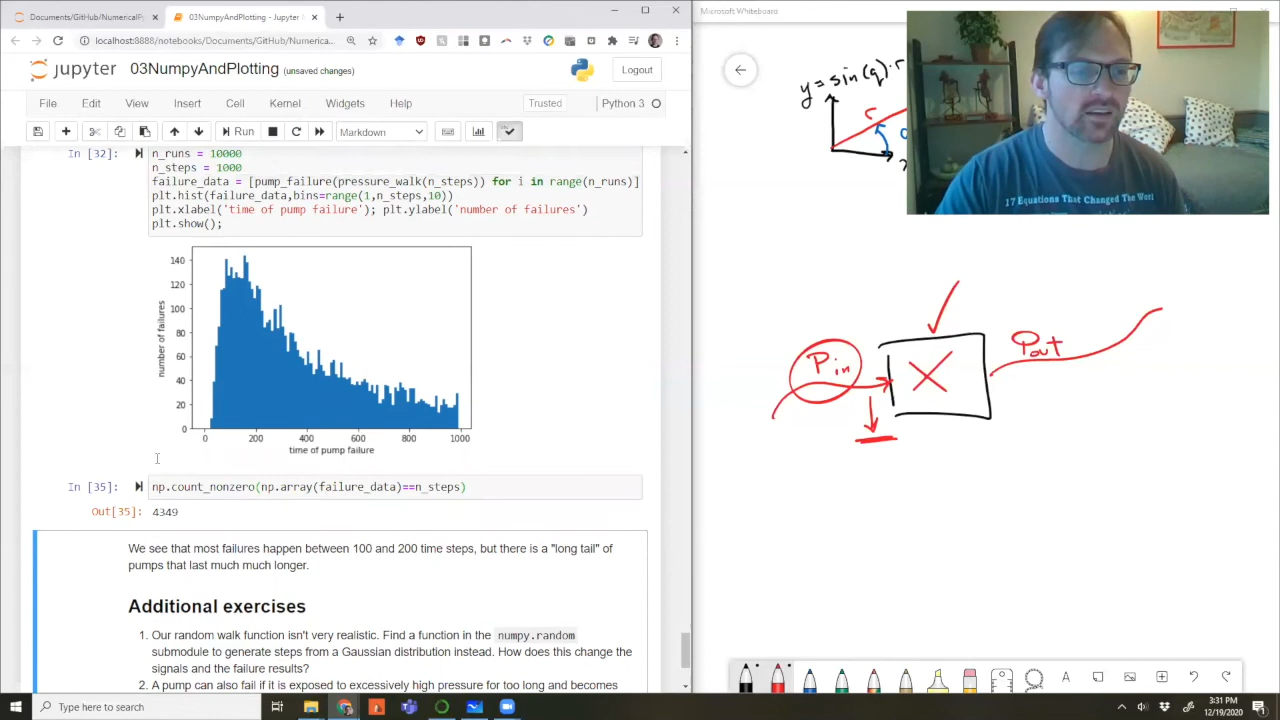 Documents/GitHub/NumericalPy
03NumpyAndPlotting - Jupyter N
Microsoft Whiteboard
localhost:8888/notebooks/Documents/GitHub/Numerica...
jupyter 03NumpyAndPlotting (unsaved changes)
Logout
File Edit View Insert Cell Kernel Widgets Help
Trusted Python 3
Run Markdown
In [32]: n_runs = 10000
n_steps = 1000
failure_data = [pump_failure(pressure_walk(n_steps)) for i in range(n_runs)]
plt.hist(failure_data,bins=range(1,n_steps,10))
plt.xlabel('time of pump failure'); plt.ylabel('number of failures')
plt.show();
140
120
100
80
60
40
20
0
number of failures
0 200 400 600 800 1000
time of pump failure
In [35]: np.count_nonzero(np.array(failure_data)==n_steps)
Out[35]: 4349
We see that most failures happen between 100 and 200 time steps, but there is a "long tail" of
pumps that last much much longer.
Additional exercises
1. Our random walk function isn't very realistic. Find a function in the numpy.random
submodule to generate steps from a Gaussian distribution instead. How does this change the
signals and the failure results?
2. A pump can also fail if it is exposed to excessively high pressure for too long and becomes
y = sin(q)·r
r
17 Equations That Changed The Worl
Pin
Pout
Type here to search
3:31 PM
12/19/2020